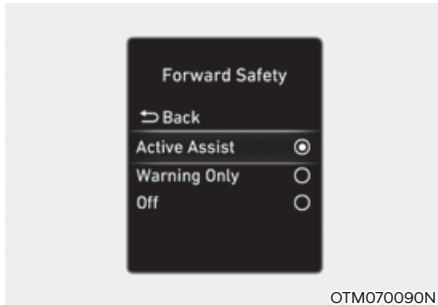 Forward Safety
Back
Active Assist
Warning Only
Off
OTM070090N